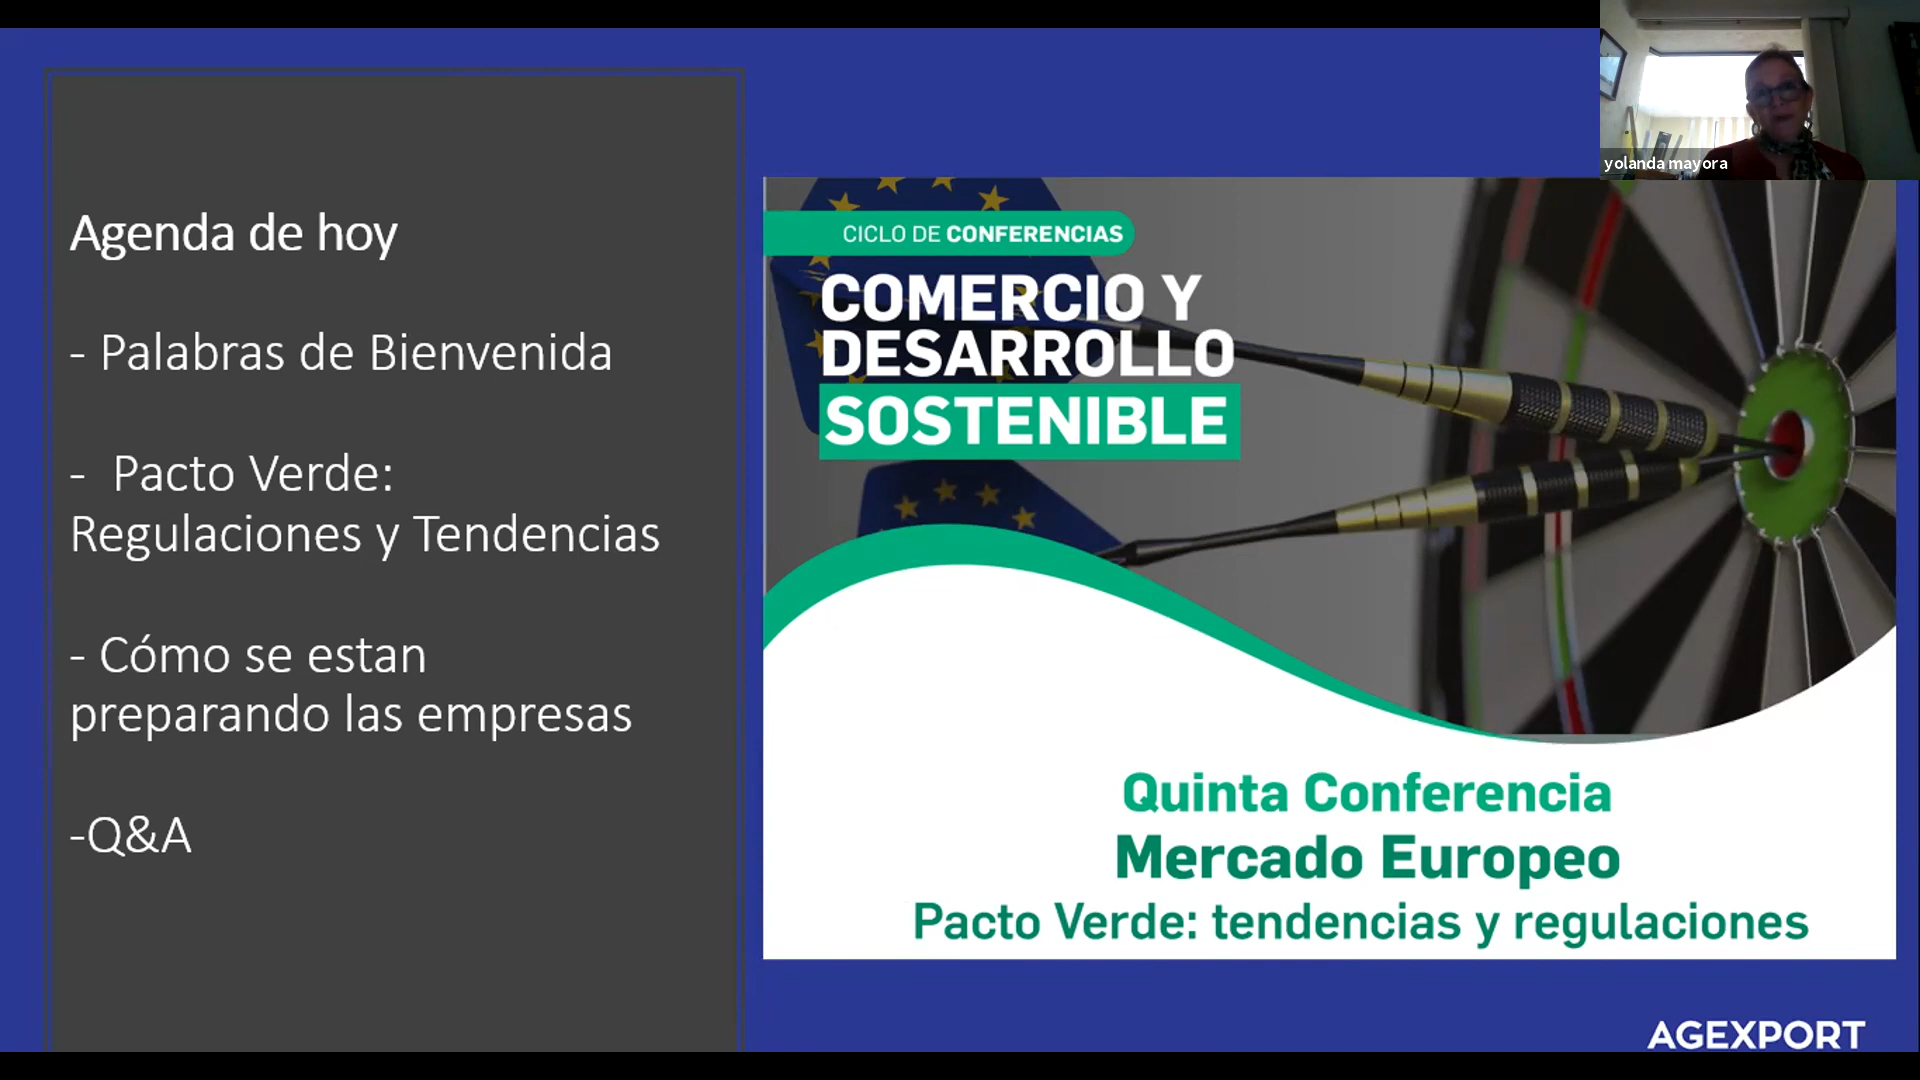 Agenda de hoy
- Palabras de Bienvenida
- Pacto Verde:
Regulaciones y Tendencias
- Cómo se estan
preparando las empresas
-Q&A
yolanda mayora
CICLO DE CONFERENCIAS
COMERCIO Y
DESARROLLO
SOSTENIBLE
Quinta Conferencia
Mercado Europeo
Pacto Verde: tendencias y regulaciones
AGEXPORT